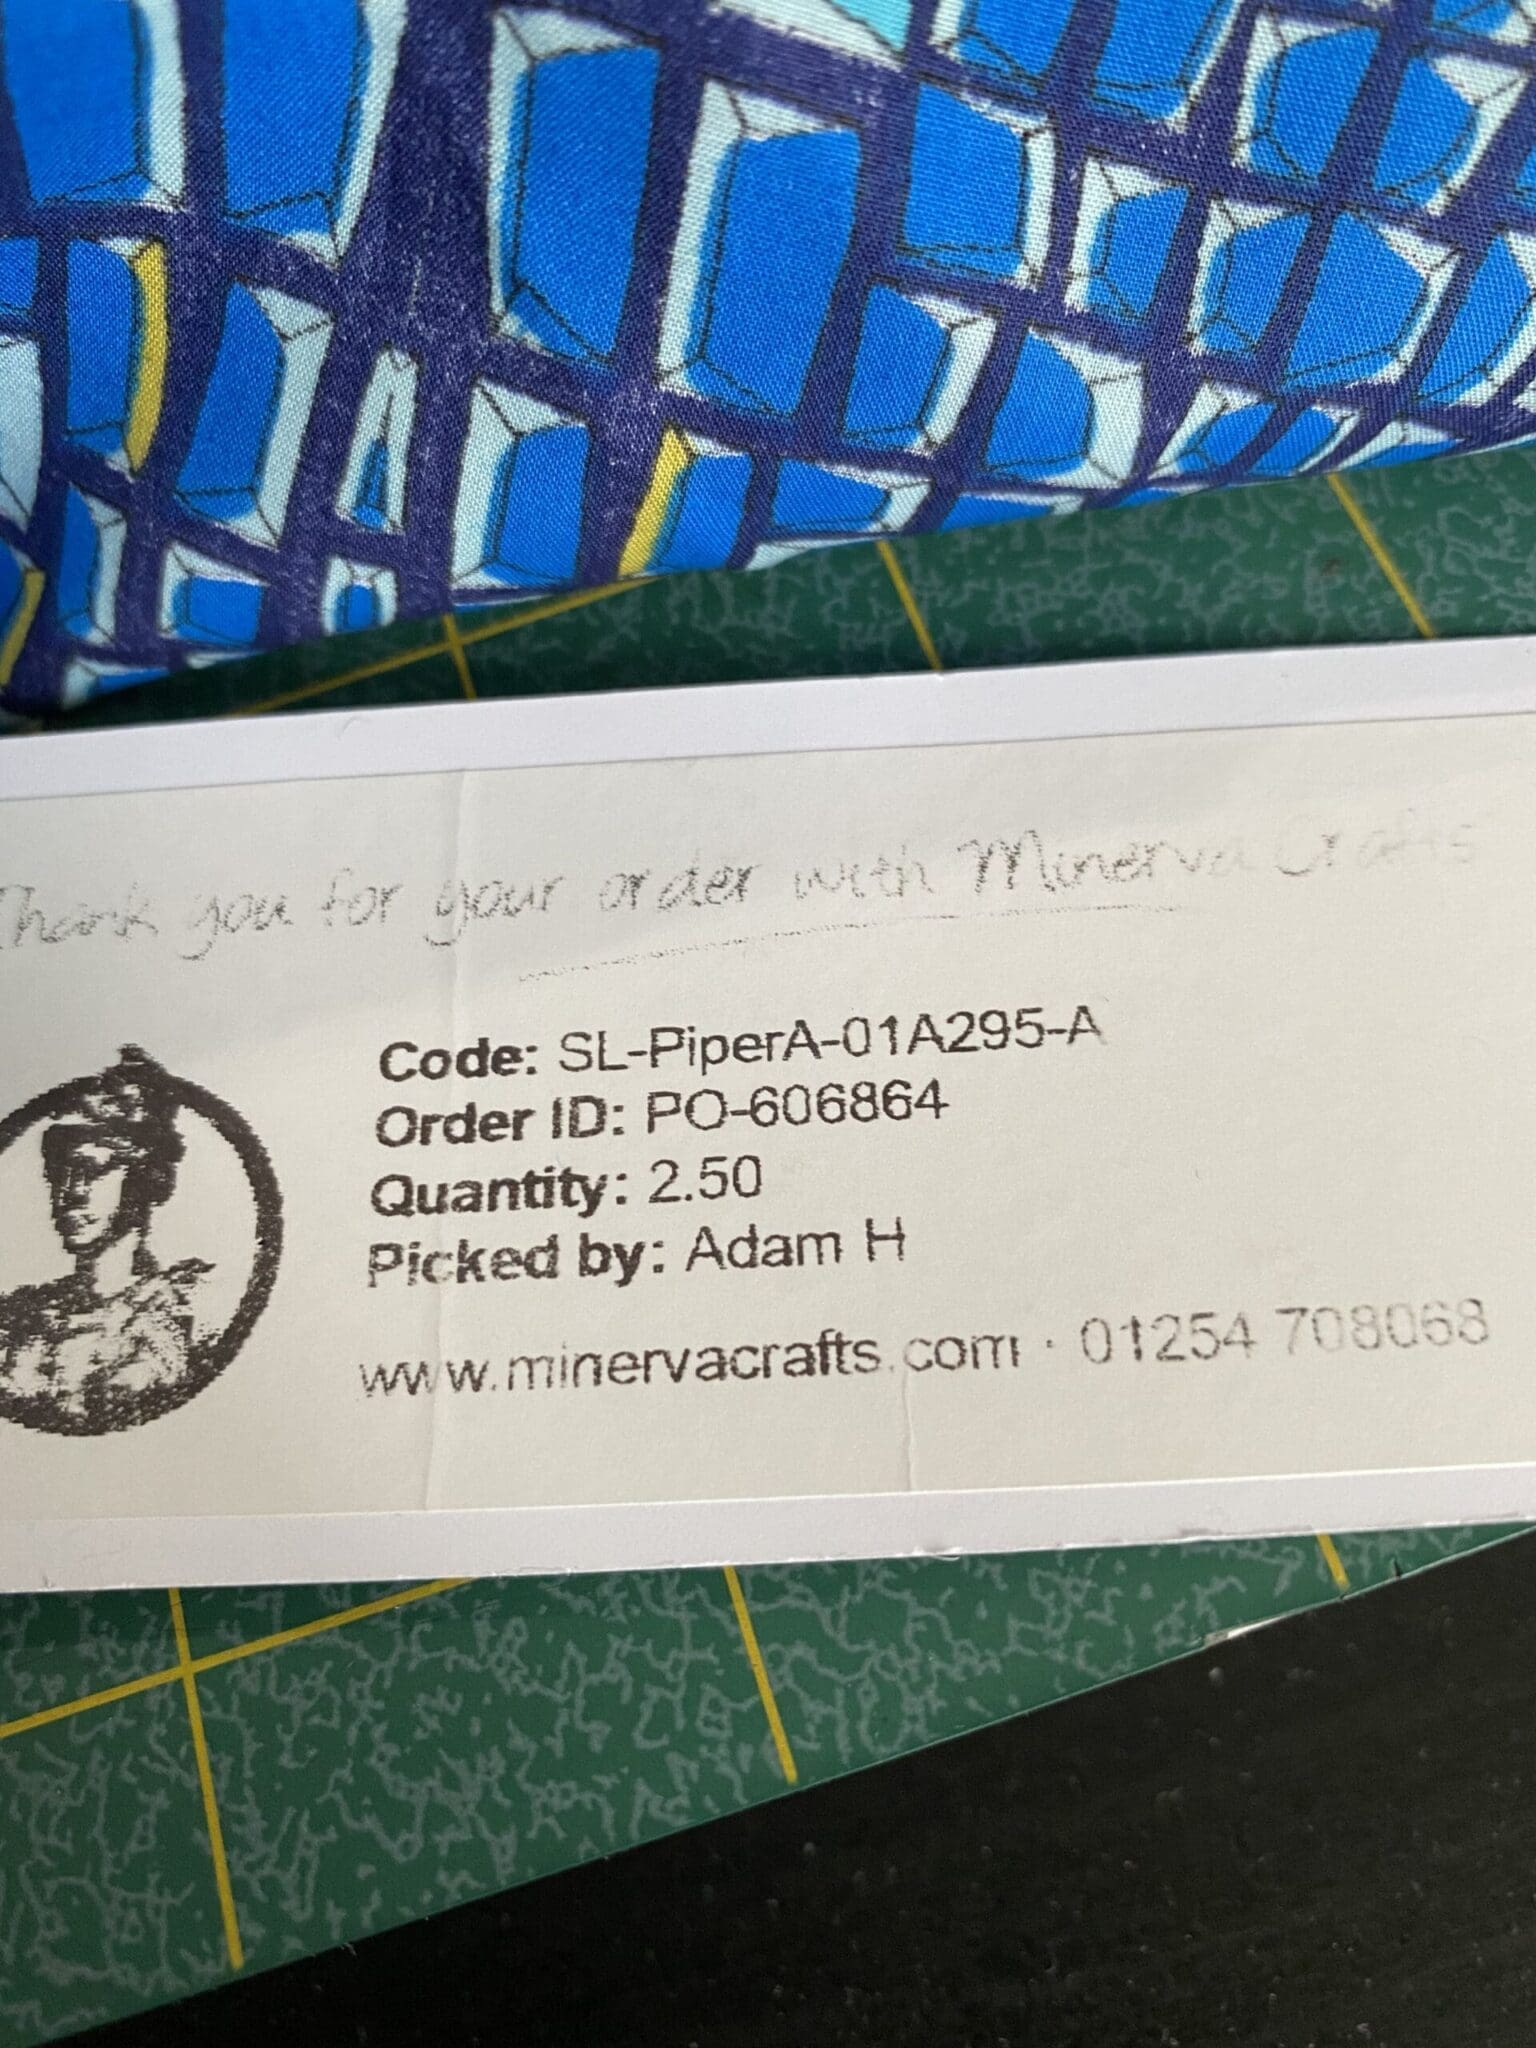 Thank you for your order with Minerva Crafts
Code: SL-PiperA-01A295-A
Order ID: PO-606864
Quantity: 2.50
Picked by: Adam H
www.minervacrafts.com · 01254 708068